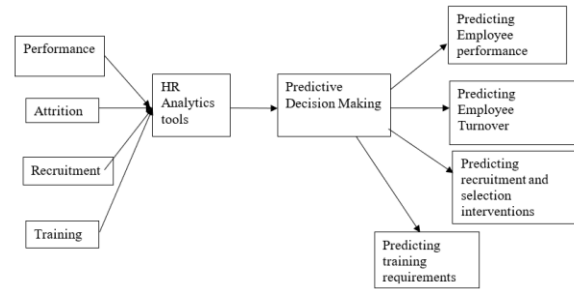 Performance
Attrition
Recruitment
Training
HR
Analytics
tools
Predictive
Decision Making
Predicting
Employee
performance
Predicting
Employee
Turnover
Predicting
recruitment and
selection
interventions
Predicting
training
requirements